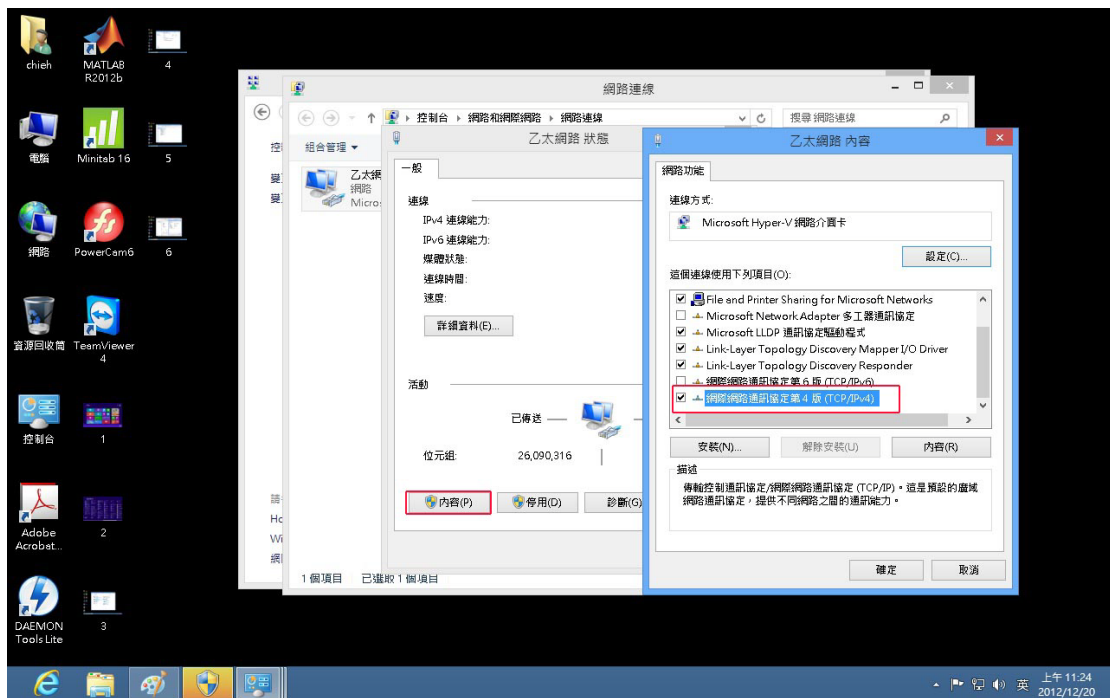 chieh
MATLAB
R2012b
4
電腦
Minitab 16
5
網路
PowerCam6
6
資源回收筒
TeamViewer
4
控制台
1
Adobe
Acrobat...
2
DAEMON
Tools Lite
3
網路連線
控制台 ▸ 網路和網際網路 ▸ 網路連線
搜尋 網路連線
組合管理
乙太網
網路
Micros
1 個項目
已選取 1 個項目
控
變
變
請
Ho
Wi
網
乙太網路 狀態
一般
連線
IPv4 連線能力:
IPv6 連線能力:
媒體狀態:
連線時間:
速度:
詳細資料(E)...
活動
已傳送
位元組:
26,090,316
內容(P)
停用(D)
診斷(G)
乙太網路 內容
網路功能
連線方式:
Microsoft Hyper-V 網路介面卡
設定(C)...
這個連線使用下列項目(O):
File and Printer Sharing for Microsoft Networks
Microsoft Network Adapter 多工器通訊協定
Microsoft LLDP 通訊協定驅動程式
Link-Layer Topology Discovery Mapper I/O Driver
Link-Layer Topology Discovery Responder
網際網路通訊協定第 6 版 (TCP/IPv6)
網際網路通訊協定第 4 版 (TCP/IPv4)
安裝(N)...
解除安裝(U)
內容(R)
描述
傳輸控制通訊協定/網際網路通訊協定 (TCP/IP)。這是預設的廣域
網路通訊協定，提供不同網路之間的通訊能力。
確定
取消
英
上午 11:24
2012/12/20